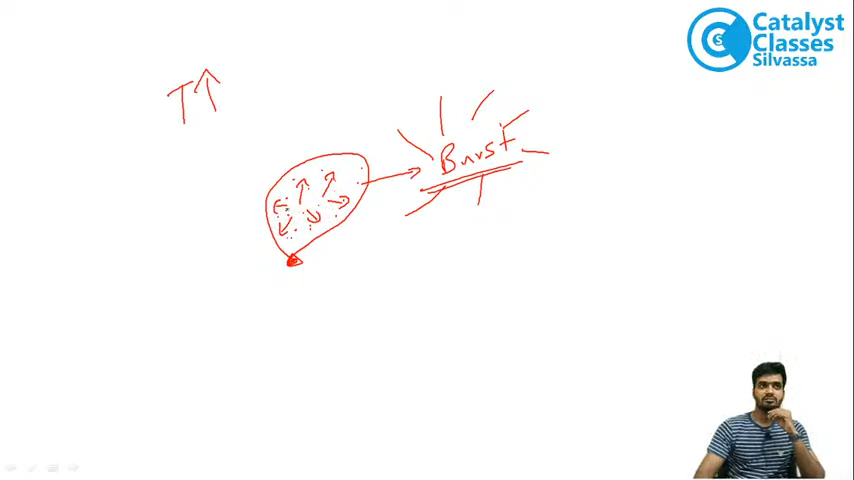 Catalyst
Classes
Silvassa
T↑
Burst